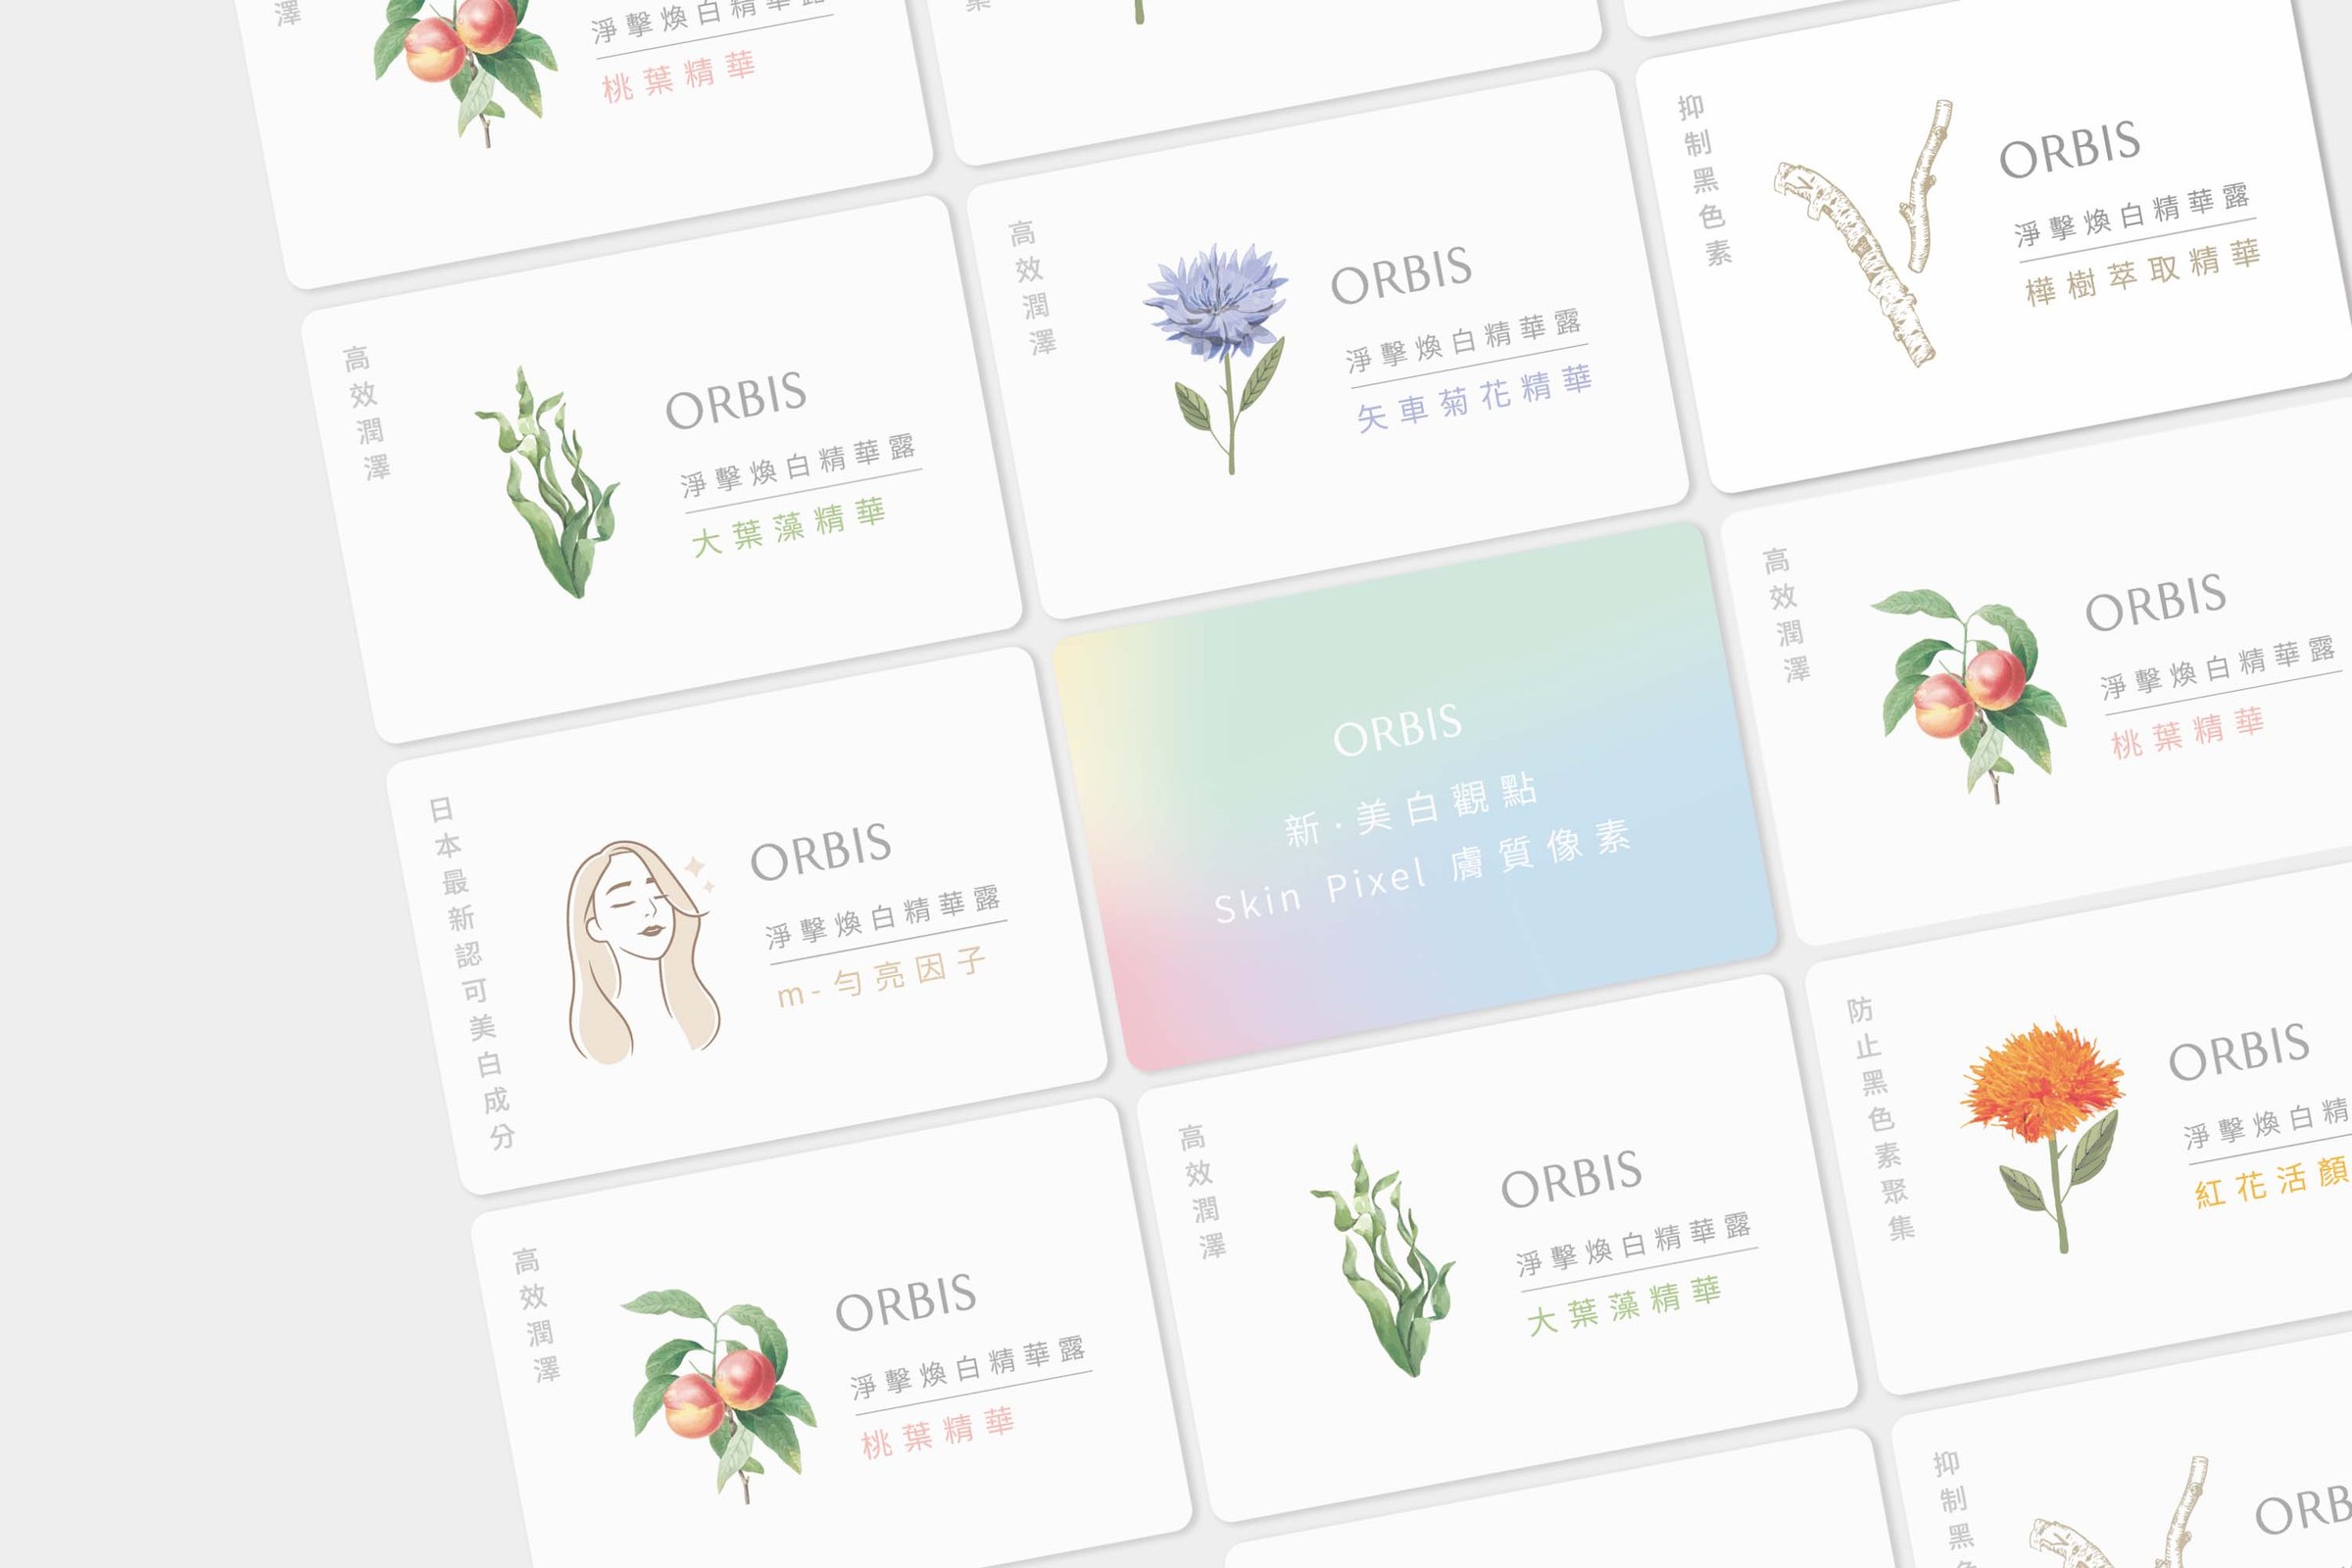 澤
淨擊煥白精華露
桃葉精華
集
高效潤澤
ORBIS
淨擊煥白精華露
大葉藻精華
高效潤澤
ORBIS
淨擊煥白精華露
矢車菊花精華
抑制黑色素
ORBIS
淨擊煥白精華露
樺樹萃取精華
日本最新認可美白成分
ORBIS
淨擊煥白精華露
m-勻亮因子
ORBIS
新·美白觀點
Skin Pixel 膚質像素
高效潤澤
ORBIS
淨擊煥白精華露
桃葉精華
高效潤澤
ORBIS
淨擊煥白精華露
桃葉精華
高效潤澤
ORBIS
淨擊煥白精華露
大葉藻精華
防止黑色素聚集
ORBIS
淨擊煥白精
紅花活顏
抑制黑色
ORB